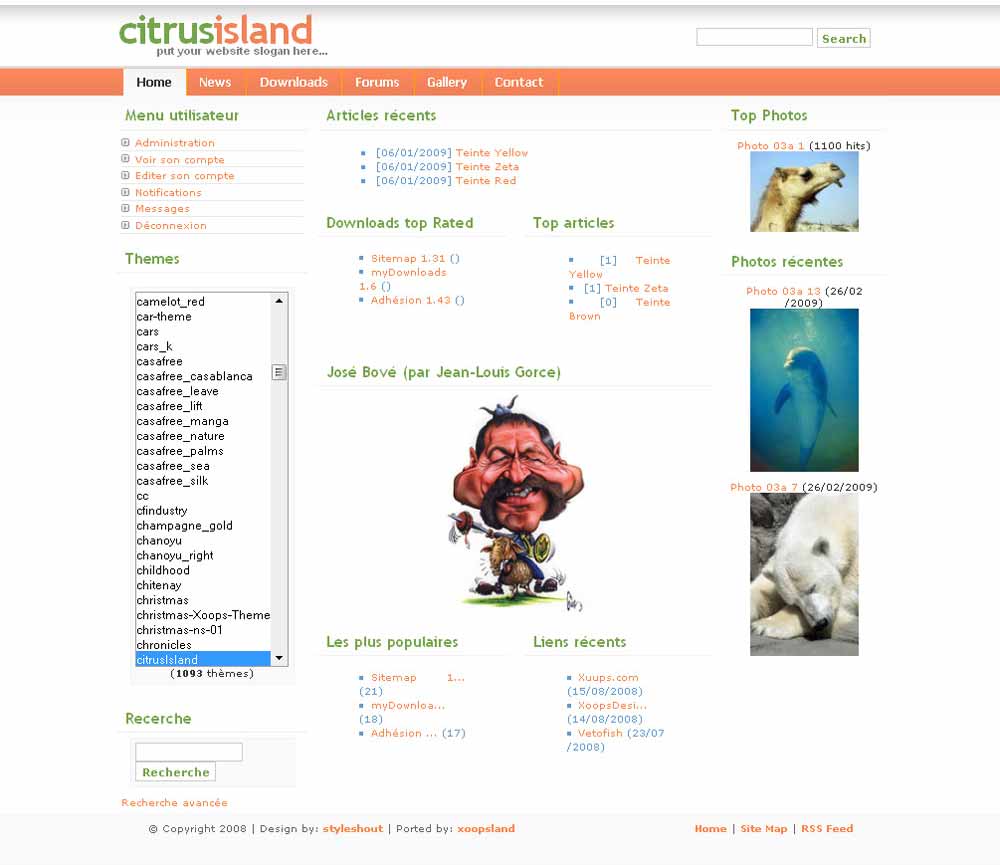 citrusisland
put your website slogan here...
Search
Home News Downloads Forums Gallery Contact
Menu utilisateur
Administration
Voir son compte
Editer son compte
Notifications
Messages
Déconnexion
Themes
camelot_red
car-theme
cars
cars_k
casafree
casafree_casablanca
casafree_leave
casafree_lift
casafree_manga
casafree_nature
casafree_palms
casafree_sea
casafree_silk
cc
cfindustry
champagne_gold
chanoyu
chanoyu_right
childhood
chitenay
christmas
christmas-Xoops-Theme
christmas-ns-01
chronicles
citrusIsland
(1093 thèmes)
Recerche
Recherche
Recherche avancée
Articles récents
[06/01/2009] Teinte Yellow
[06/01/2009] Teinte Zeta
[06/01/2009] Teinte Red
Downloads top Rated
Sitemap 1.31 ()
myDownloads
1.6 ()
Adhésion 1.43 ()
Top articles
[1] Teinte
Yellow
[1] Teinte Zeta
[0] Teinte
Brown
José Bové (par Jean-Louis Gorce)
Les plus populaires
Sitemap 1...
(21)
myDownloa...
(18)
Adhésion ... (17)
Liens récents
Xuups.com
(15/08/2008)
XoopsDesi...
(14/08/2008)
Vetofish (23/07
/2008)
Top Photos
Photo 03a 1 (1100 hits)
Photos récentes
Photo 03a 13 (26/02
/2009)
Photo 03a 7 (26/02/2009)
© Copyright 2008 | Design by: styleshout | Ported by: xoopsland
Home | Site Map | RSS Feed